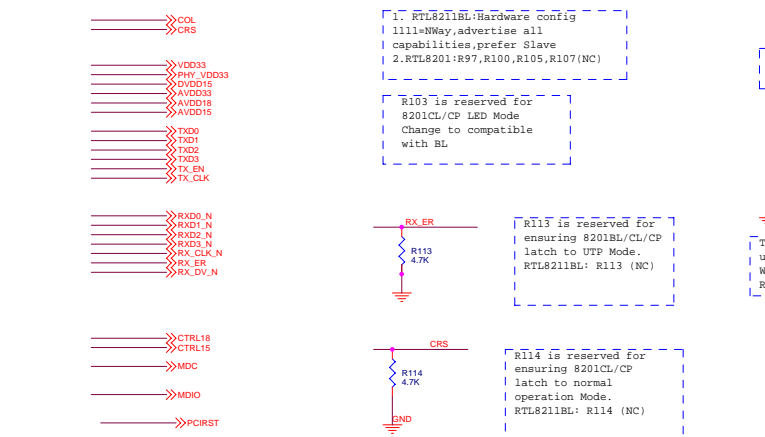 COL
CRS
VDD33
PHY_VDD33
DVDD15
AVDD33
AVDD18
AVDD15
TXD0
TXD1
TXD2
TXD3
TX_EN
TX_CLK
RXD0_N
RXD1_N
RXD2_N
RXD3_N
RX_CLK_N
RX_ER
RX_DV_N
CTRL18
CTRL15
MDC
MDIO
PCIRST
1. RTL8211BL:Hardware config
1111=NWay,advertise all
capabilities,prefer Slave
2.RTL8201:R97,R100,R105,R107(NC)
R103 is reserved for
8201CL/CP LED Mode
Change to compatible
with BL
RX_ER
R113
4.7K
R113 is reserved for
ensuring 8201BL/CL/CP
latch to UTP Mode.
RTL8211BL: R113 (NC)
CRS
R114
4.7K
GND
R114 is reserved for
ensuring 8201CL/CP
latch to normal
operation Mode.
RTL8211BL: R114 (NC)
T
u
W
R